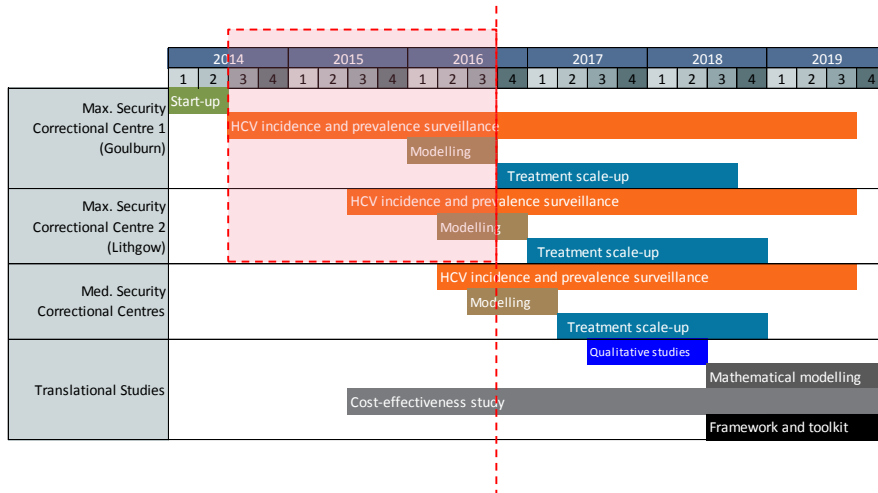 2014 2015 2016 2017 2018 2019
1 2 3 4 1 2 3 4 1 2 3 4 1 2 3 4 1 2 3 4 1 2 3 4
Max. Security
Correctional Centre 1
(Goulburn)
Start-up
HCV incidence and prevalence surveillance
Modelling
Treatment scale-up
Max. Security
Correctional Centre 2
(Lithgow)
HCV incidence and prevalence surveillance
Modelling
Treatment scale-up
Med. Security
Correctional Centres
HCV incidence and prevalence surveillance
Modelling
Treatment scale-up
Translational Studies
Qualitative studies
Mathematical modelling
Cost-effectiveness study
Framework and toolkit